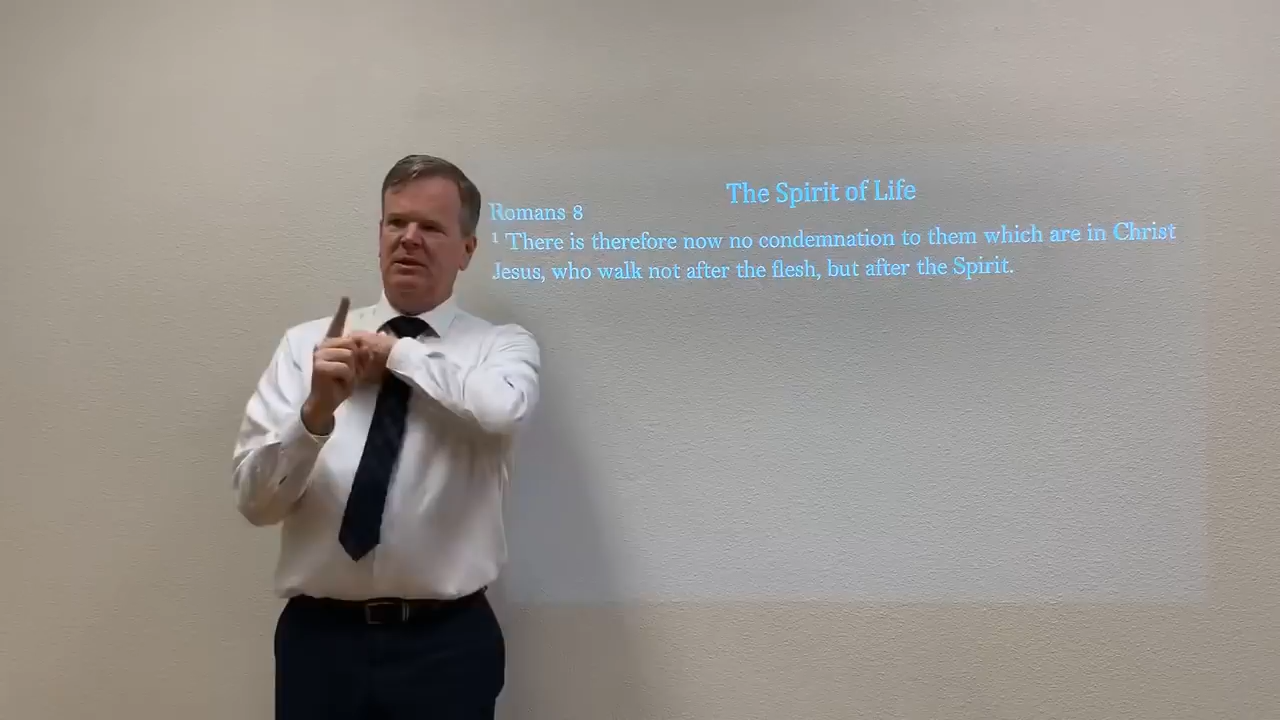 The Spirit of Life
Romans 8
¹ There is therefore now no condemnation to them which are in Christ
Jesus, who walk not after the flesh, but after the Spirit.